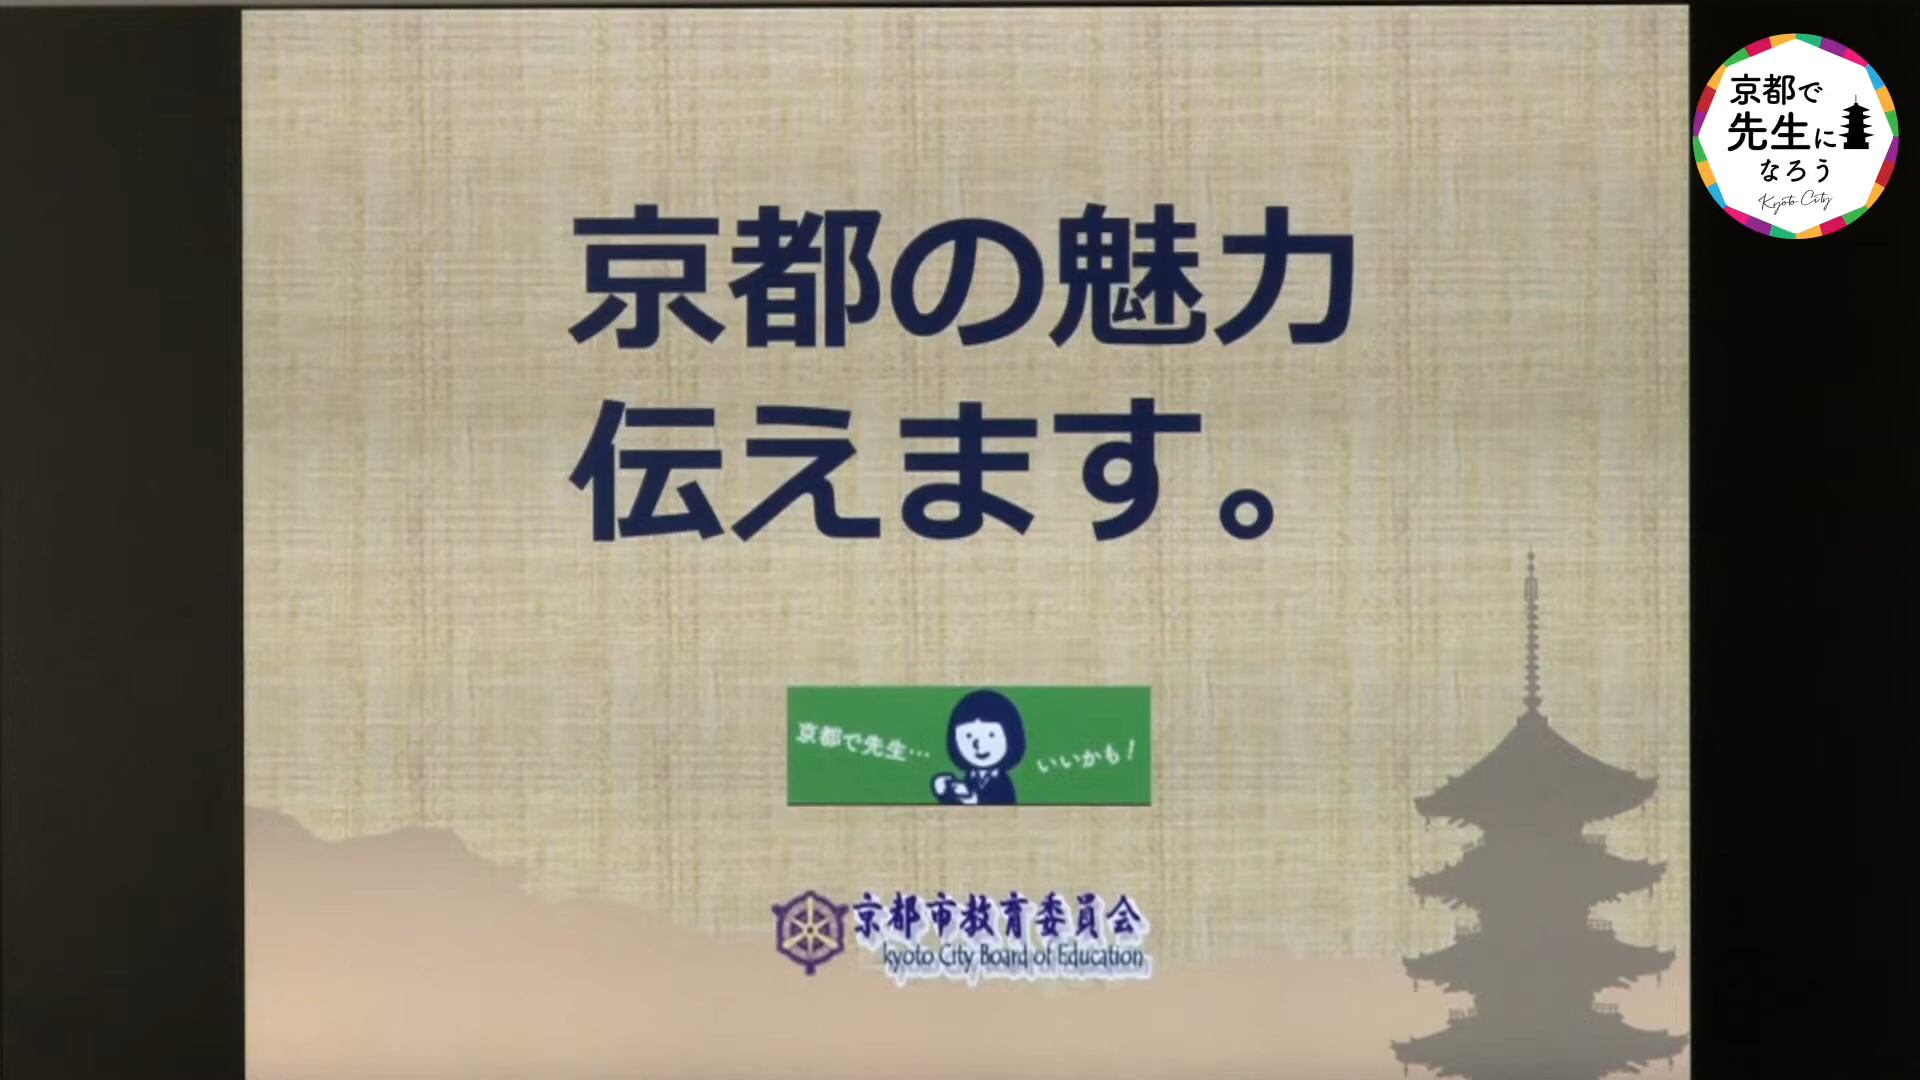 京都の魅力
伝えます。
京都で先生…
いいかも!
京都市教育委員会
kyoto City Board of Education
京都で
先生に
なろう
Kyoto City